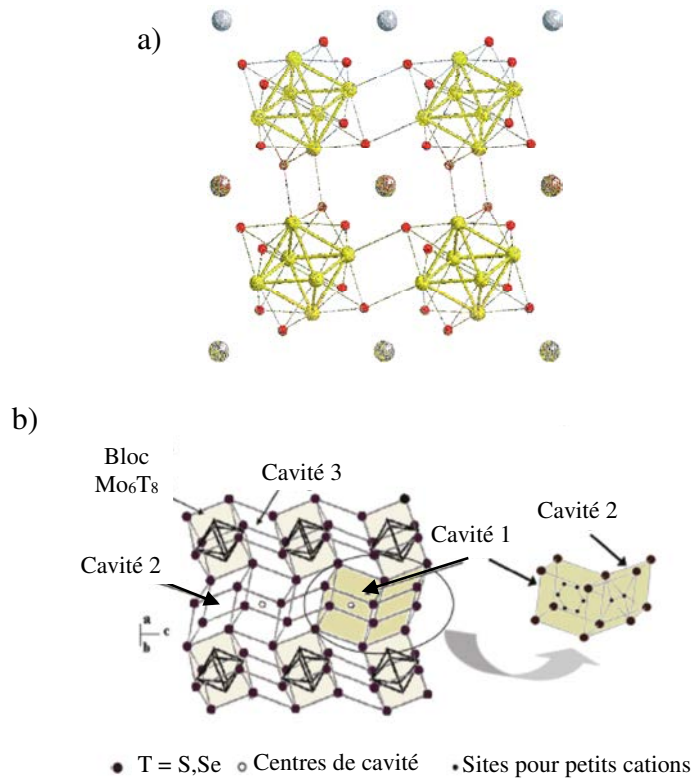 a)
b)
Bloc
Mo₆T₈
Cavité 3
Cavité 1
Cavité 2
Cavité 2
a
c
b
T = S,Se
Centres de cavité
Sites pour petits cations